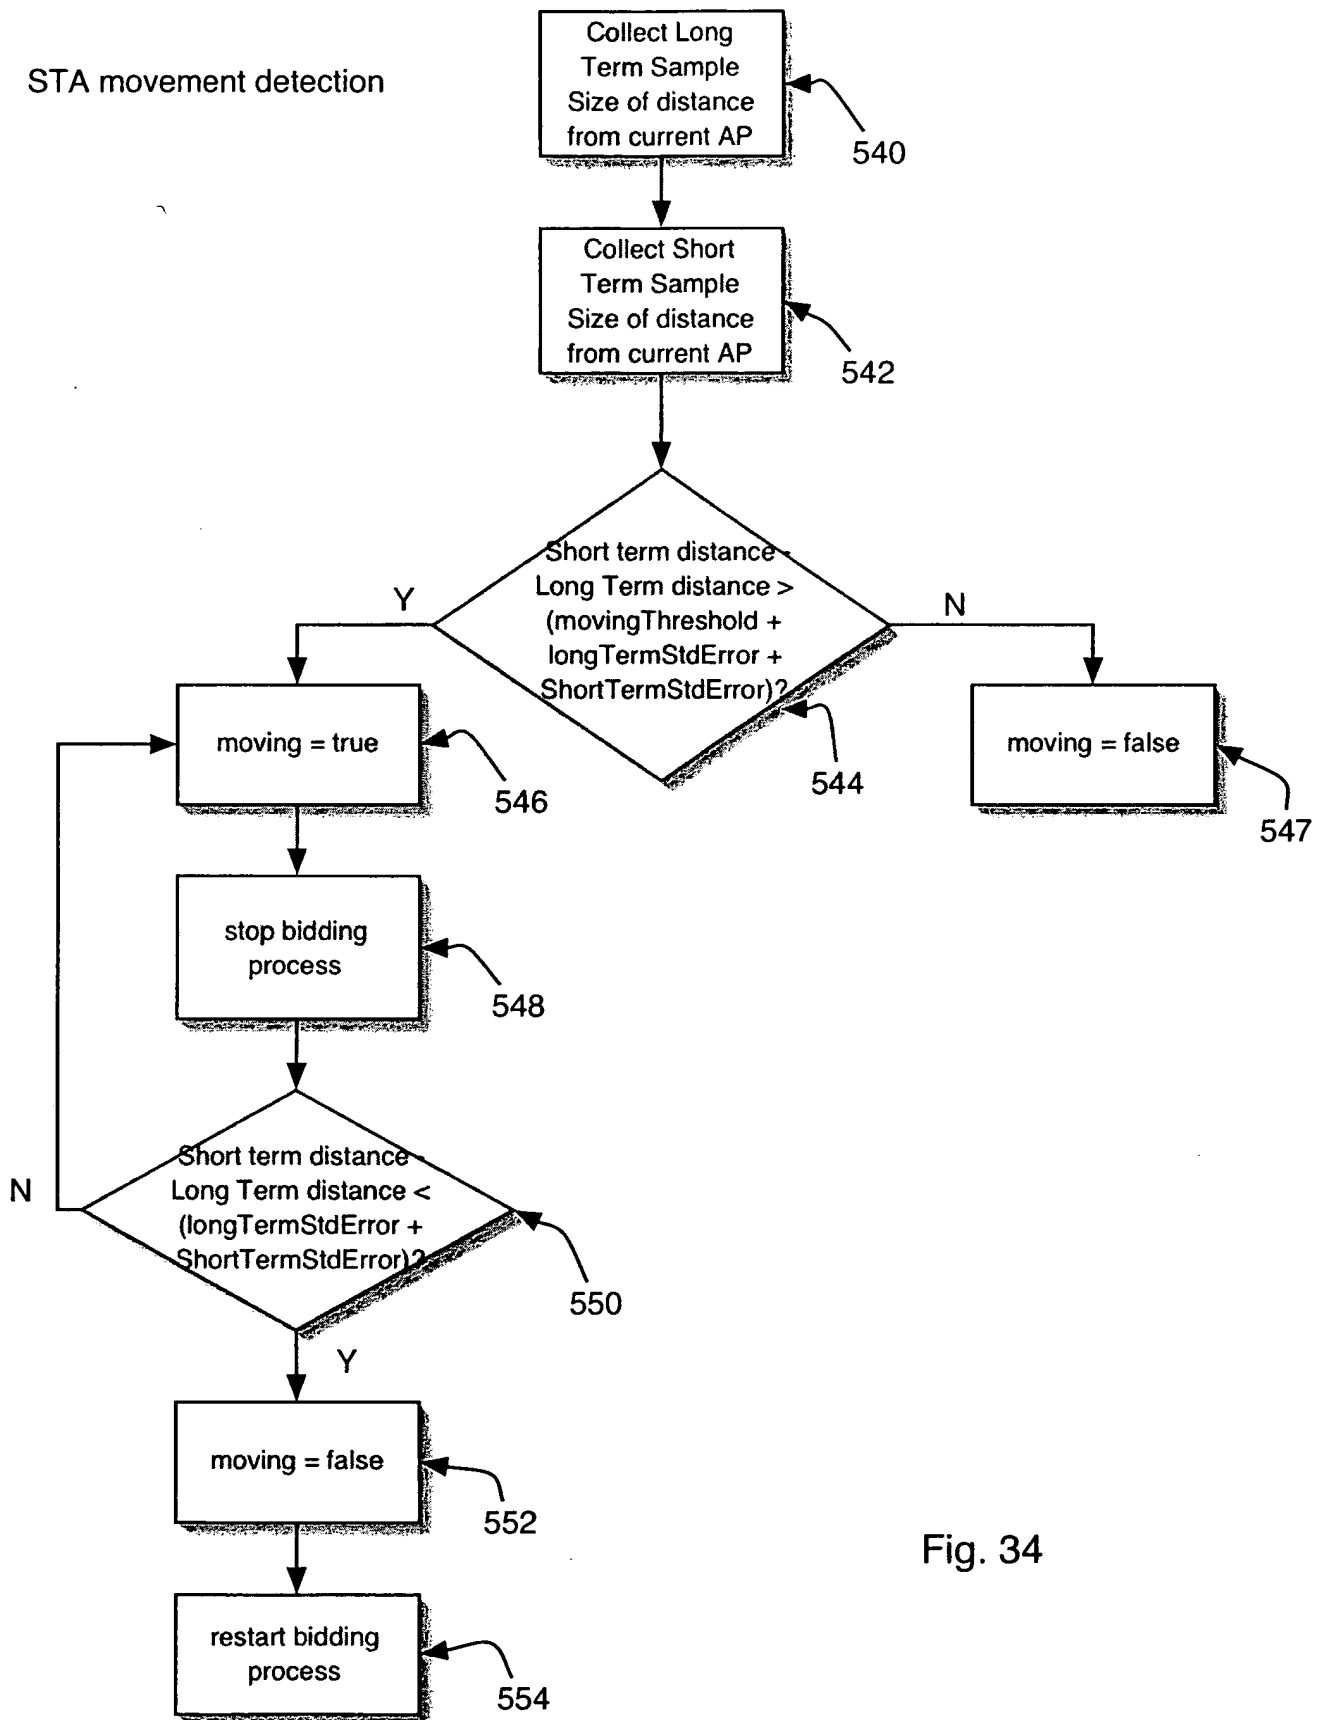 STA movement detection
Collect Long
Term Sample
Size of distance
from current AP
540
Collect Short
Term Sample
Size of distance
from current AP
542
Short term distance -
Long Term distance >
(movingThreshold +
longTermStdError +
ShortTermStdError)?
Y
N
544
moving = true
546
moving = false
547
stop bidding
process
548
Short term distance -
Long Term distance <
(longTermStdError +
ShortTermStdError)?
N
550
Y
moving = false
552
restart bidding
process
554
Fig. 34